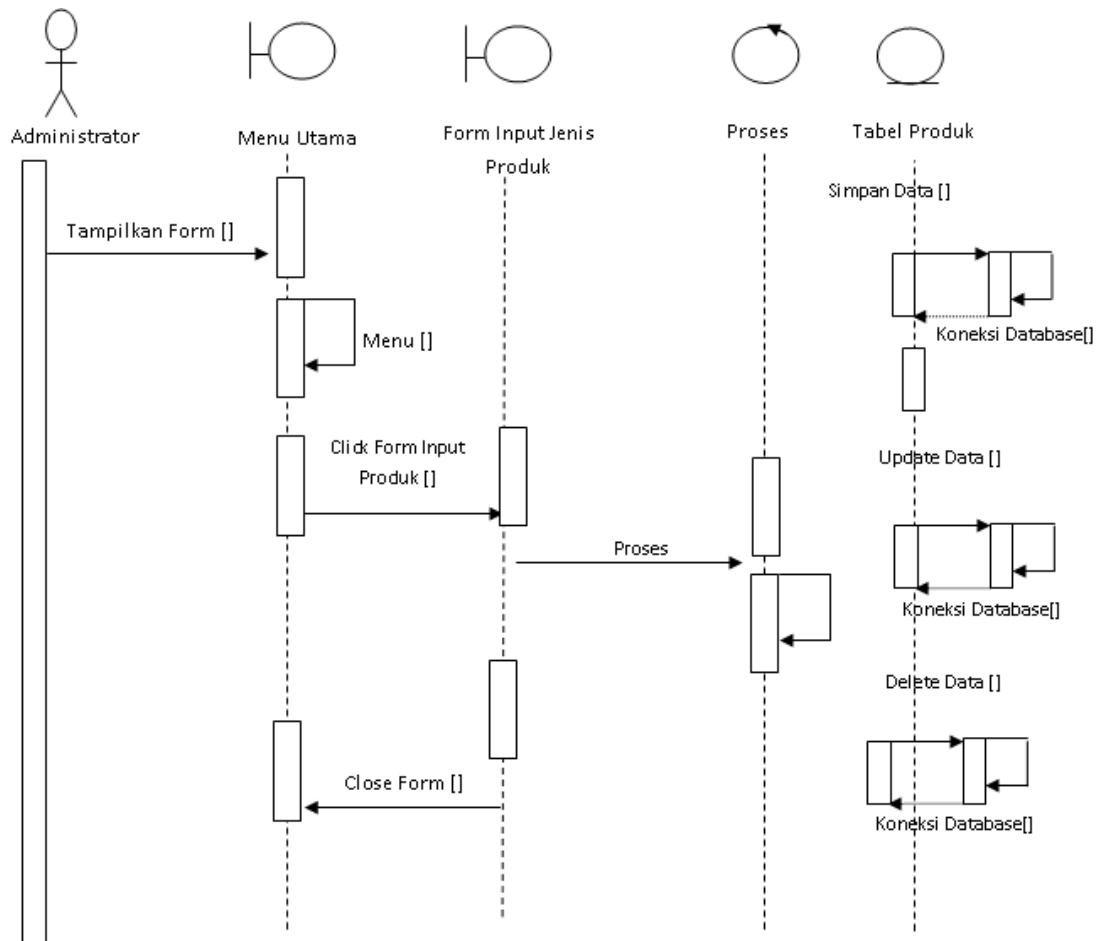 Administrator
Menu Utama
Form Input Jenis
Produk
Proses
Tabel Produk
Simpan Data []
Tampilkan Form []
Koneksi Database[]
Menu []
Click Form Input
Produk []
Update Data []
Proses
Koneksi Database[]
Delete Data []
Close Form []
Koneksi Database[]